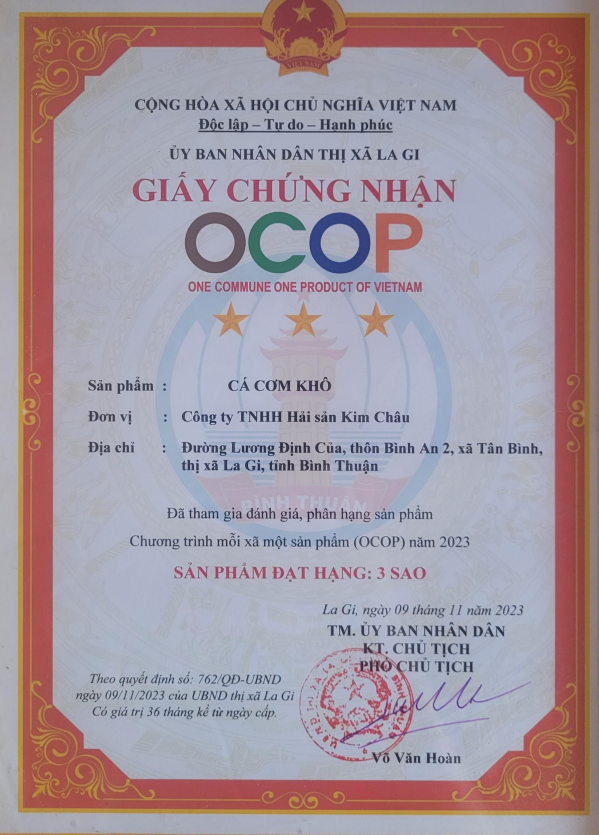 CỘNG HÒA XÃ HỘI CHỦ NGHĨA VIỆT NAM
Độc lập – Tự do – Hạnh phúc
ỦY BAN NHÂN DÂN THỊ XÃ LA GI
GIẤY CHỨNG NHẬN
OCOP
ONE COMMUNE ONE PRODUCT OF VIETNAM
Sản phẩm : CÁ CƠM KHÔ
Đơn vị : Công ty TNHH Hải sản Kim Châu
Địa chỉ : Đường Lương Định Của, thôn Bình An 2, xã Tân Bình,
thị xã La Gi, tỉnh Bình Thuận
BÌNH THUẬN
Đã tham gia đánh giá, phân hạng sản phẩm
Chương trình mỗi xã một sản phẩm (OCOP) năm 2023
SẢN PHẨM ĐẠT HẠNG: 3 SAO
La Gi, ngày 09 tháng 11 năm 2023
TM. ỦY BAN NHÂN DÂN
KT. CHỦ TỊCH
PHÓ CHỦ TỊCH
Theo quyết định số: 762/QĐ-UBND
ngày 09/11/2023 của UBND thị xã La Gi
Có giá trị 36 tháng kể từ ngày cấp.
Võ Văn Hoàn